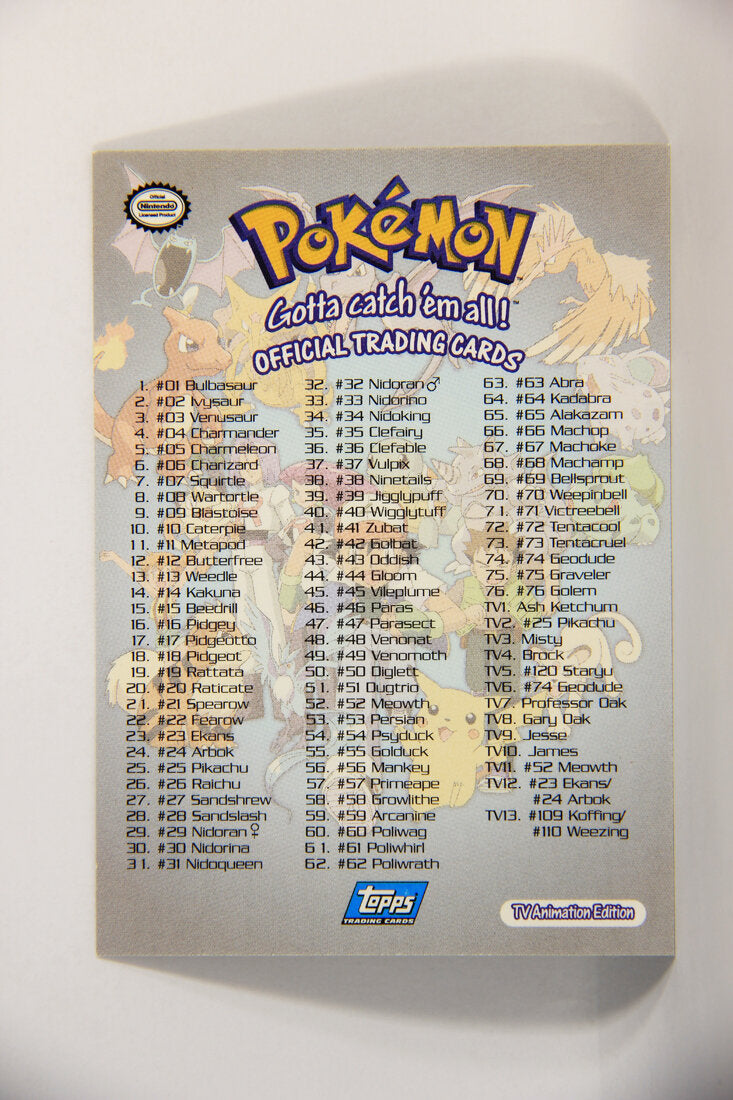 Official
Nintendo
Licensed Product
POKéMON™
Gotta catch 'em all!™
OFFICIAL TRADING CARDS
1. #01 Bulbasaur
2. #02 Ivysaur
3. #03 Venusaur
4. #04 Charmander
5. #05 Charmeleon
6. #06 Charizard
7. #07 Squirtle
8. #08 Wartortle
9. #09 Blastoise
10. #10 Caterpie
11. #11 Metapod
12. #12 Butterfree
13. #13 Weedle
14. #14 Kakuna
15. #15 Beedrill
16. #16 Pidgey
17. #17 Pidgeotto
18. #18 Pidgeot
19. #19 Rattata
20. #20 Raticate
21. #21 Spearow
22. #22 Fearow
23. #23 Ekans
24. #24 Arbok
25. #25 Pikachu
26. #26 Raichu
27. #27 Sandshrew
28. #28 Sandslash
29. #29 Nidoran♀
30. #30 Nidorina
31. #31 Nidoqueen
32. #32 Nidoran♂
33. #33 Nidorino
34. #34 Nidoking
35. #35 Clefairy
36. #36 Clefable
37. #37 Vulpix
38. #38 Ninetails
39. #39 Jigglypuff
40. #40 Wigglytuff
41. #41 Zubat
42. #42 Golbat
43. #43 Oddish
44. #44 Gloom
45. #45 Vileplume
46. #46 Paras
47. #47 Parasect
48. #48 Venonat
49. #49 Venomoth
50. #50 Diglett
51. #51 Dugtrio
52. #52 Meowth
53. #53 Persian
54. #54 Psyduck
55. #55 Golduck
56. #56 Mankey
57. #57 Primeape
58. #58 Growlithe
59. #59 Arcanine
60. #60 Poliwag
61. #61 Poliwhirl
62. #62 Poliwrath
63. #63 Abra
64. #64 Kadabra
65. #65 Alakazam
66. #66 Machop
67. #67 Machoke
68. #68 Machamp
69. #69 Bellsprout
70. #70 Weepinbell
71. #71 Victreebell
72. #72 Tentacool
73. #73 Tentacruel
74. #74 Geodude
75. #75 Graveler
76. #76 Golem
TV1. Ash Ketchum
TV2. #25 Pikachu
TV3. Misty
TV4. Brock
TV5. #120 Staryu
TV6. #74 Geodude
TV7. Professor Oak
TV8. Gary Oak
TV9. Jesse
TV10. James
TV11. #52 Meowth
TV12. #23 Ekans/
#24 Arbok
TV13. #109 Koffing/
#110 Weezing
topps
TRADING CARDS
TV Animation Edition